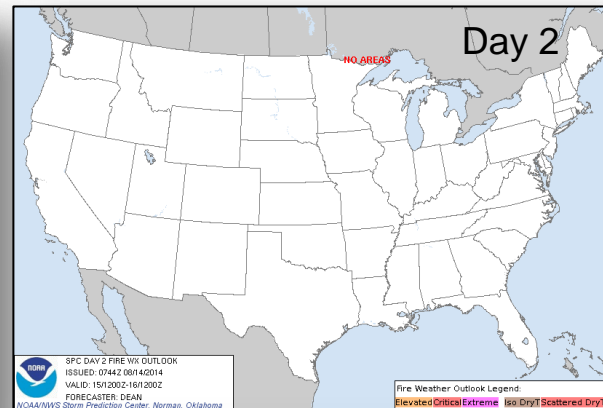 Day 2
NO AREAS
NOAA
SPC DAY 2 FIRE WX OUTLOOK
ISSUED: 0744Z 08/14/2014
VALID: 15/1200Z-16/1200Z
FORECASTER: DEAN
NOAA/NWS Storm Prediction Center, Norman, Oklahoma
Fire Weather Outlook Legend:
Elevated Critical Extreme Iso DryT Scattered DryT